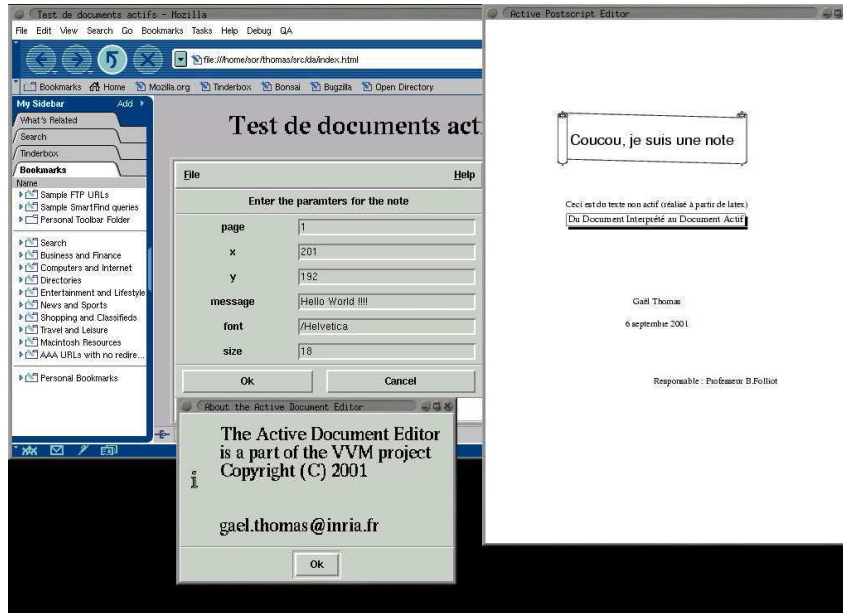 Test de documents actifs - Mozilla
File Edit View Search Go Bookmarks Tasks Help Debug QA
file:///home/sor/thomas/src/da/index.html
Bookmarks Home Mozilla.org Tinderbox Bonsai Bugzilla Open Directory
My Sidebar Add
What's Related
Search
Tinderbox
Bookmarks
Name
Sample FTP URLs
Sample SmartFind queries
Personal Toolbar Folder
Search
Business and Finance
Computers and Internet
Directories
Entertainment and Lifestyle
News and Sports
Shopping and Classifieds
Travel and Leisure
Macintosh Resources
AAA URLs with no redire...
Personal Bookmarks
Test de documents act
File Help
Enter the paramters for the note
page 1
x 201
y 192
message Hello World !!!!
font /Helvetica
size 18
Ok Cancel
About the Active Document Editor
The Active Document Editor
is a part of the VVM project
Copyright (C) 2001
gael.thomas@inria.fr
Ok
Active Postscript Editor
Coucou, je suis une note
Ceci est du texte non actif (réalisé à partir de latex)
Du Document Interprété au Document Actif
Gaël Thomas
6 septembre 2001
Responsable : Professeur B.Folliot